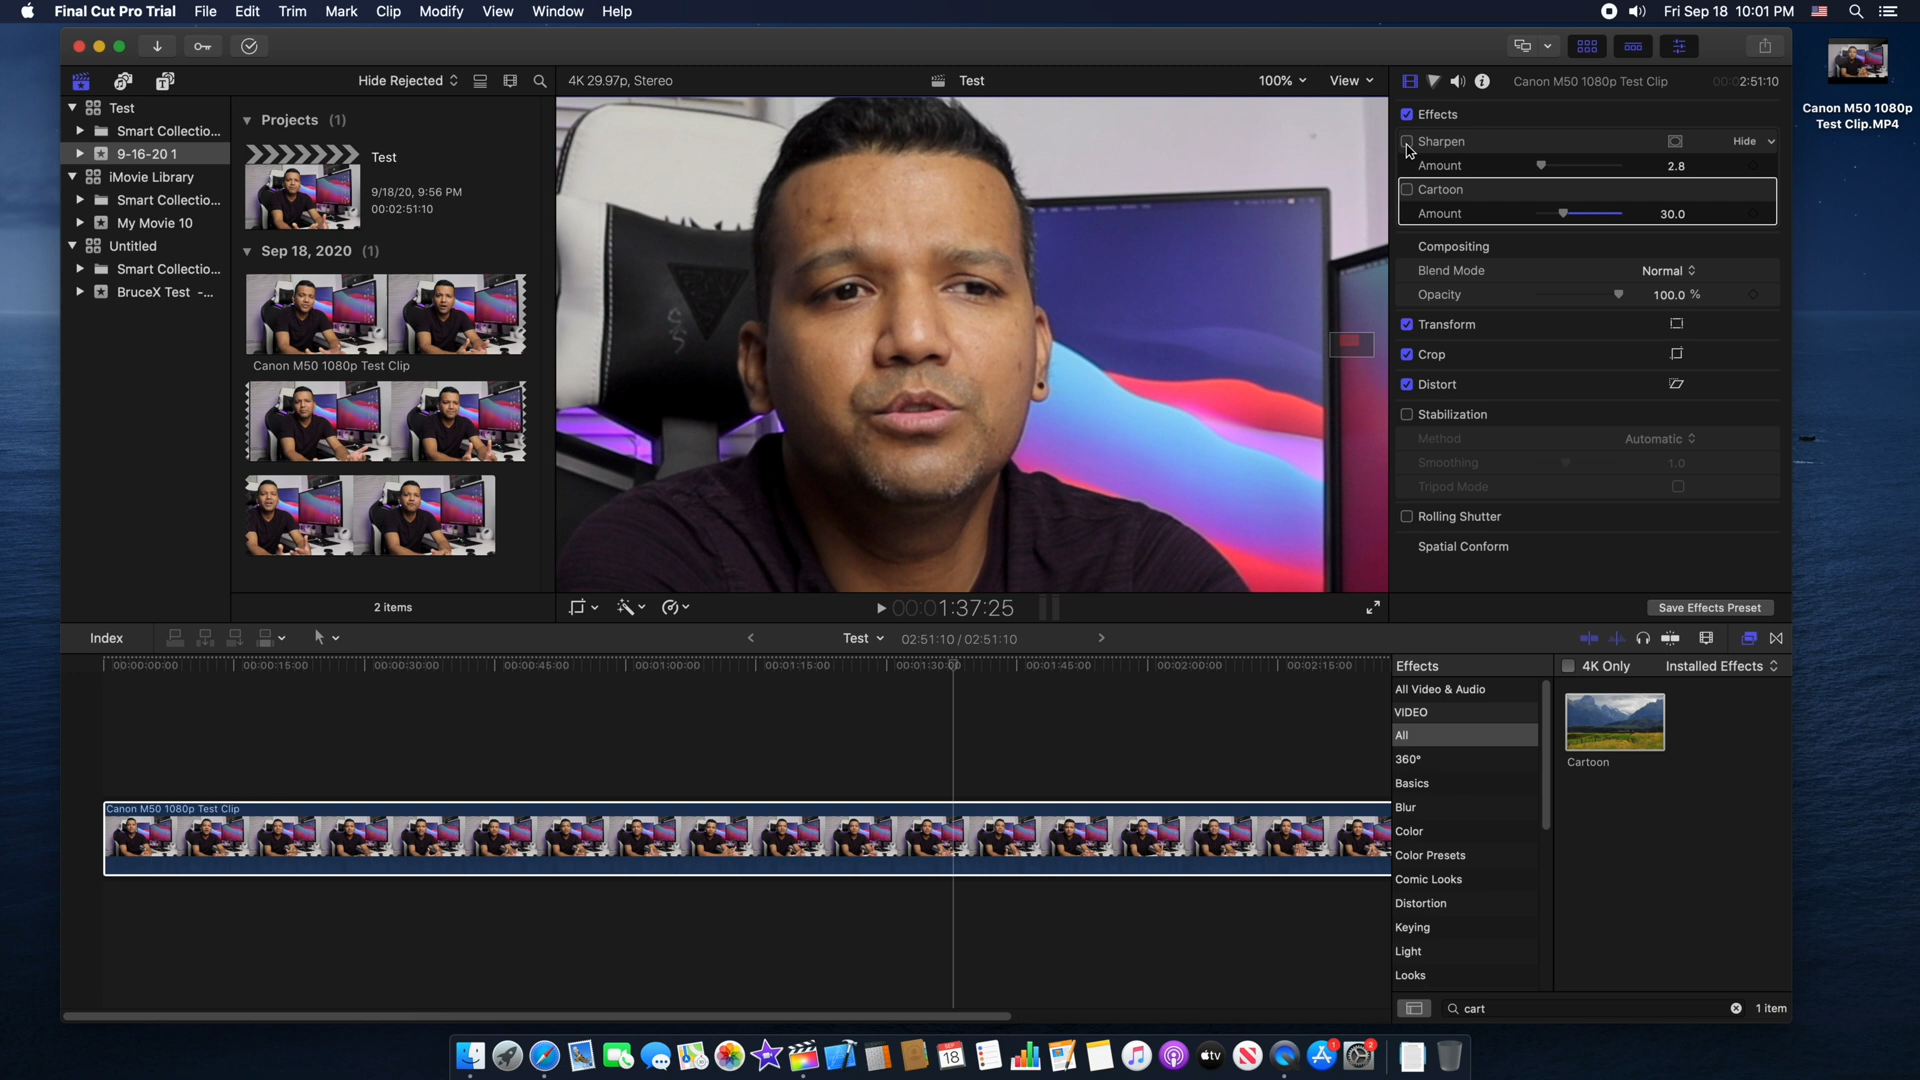 Final Cut Pro Trial File Edit Trim Mark Clip Modify View Window Help
Fri Sep 18 10:01 PM
Hide Rejected
4K 29.97p, Stereo
Test
100%
View
Canon M50 1080p Test Clip
00:02:51:10
Test
Smart Collectio...
9-16-20 1
iMovie Library
Smart Collectio...
My Movie 10
Untitled
Smart Collectio...
BruceX Test -...
Projects (1)
Test
9/18/20, 9:56 PM
00:02:51:10
Sep 18, 2020 (1)
Canon M50 1080p Test Clip
2 items
00:01:37:25
Effects
Sharpen
Hide
Amount
2.8
Cartoon
Amount
30.0
Compositing
Blend Mode
Normal
Opacity
100.0 %
Transform
Crop
Distort
Stabilization
Method
Automatic
Smoothing
1.0
Tripod Mode
Rolling Shutter
Spatial Conform
Save Effects Preset
Canon M50 1080p
Test Clip.MP4
Index
Test
02:51:10 / 02:51:10
00:00:00:00
00:00:15:00
00:00:30:00
00:00:45:00
00:01:00:00
00:01:15:00
00:01:30:00
00:01:45:00
00:02:00:00
00:02:15:00
Canon M50 1080p Test Clip
Effects
4K Only
Installed Effects
All Video & Audio
VIDEO
All
360°
Basics
Blur
Color
Color Presets
Comic Looks
Distortion
Keying
Light
Looks
Cartoon
cart
1 item
SEP
18
tv
1
2